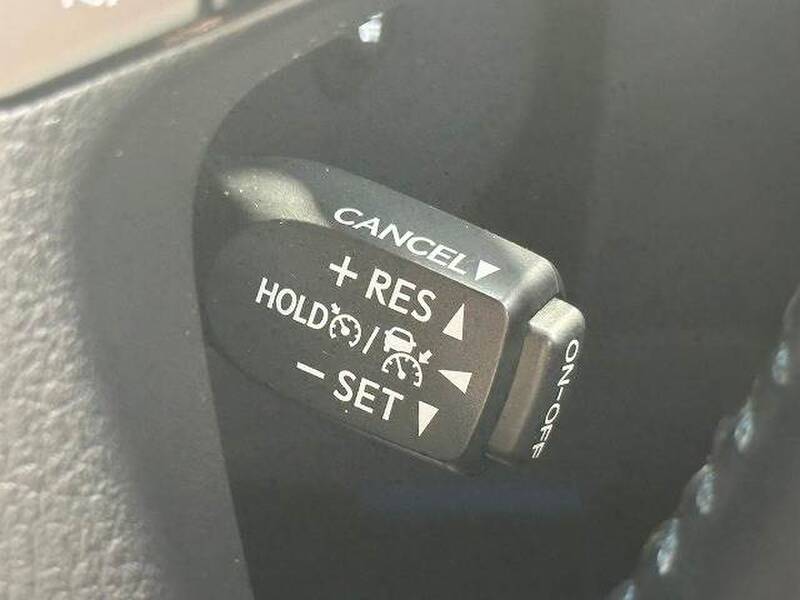 CANCEL▼
+ RES ▲
HOLD / ◀
− SET ▼
ON-OFF